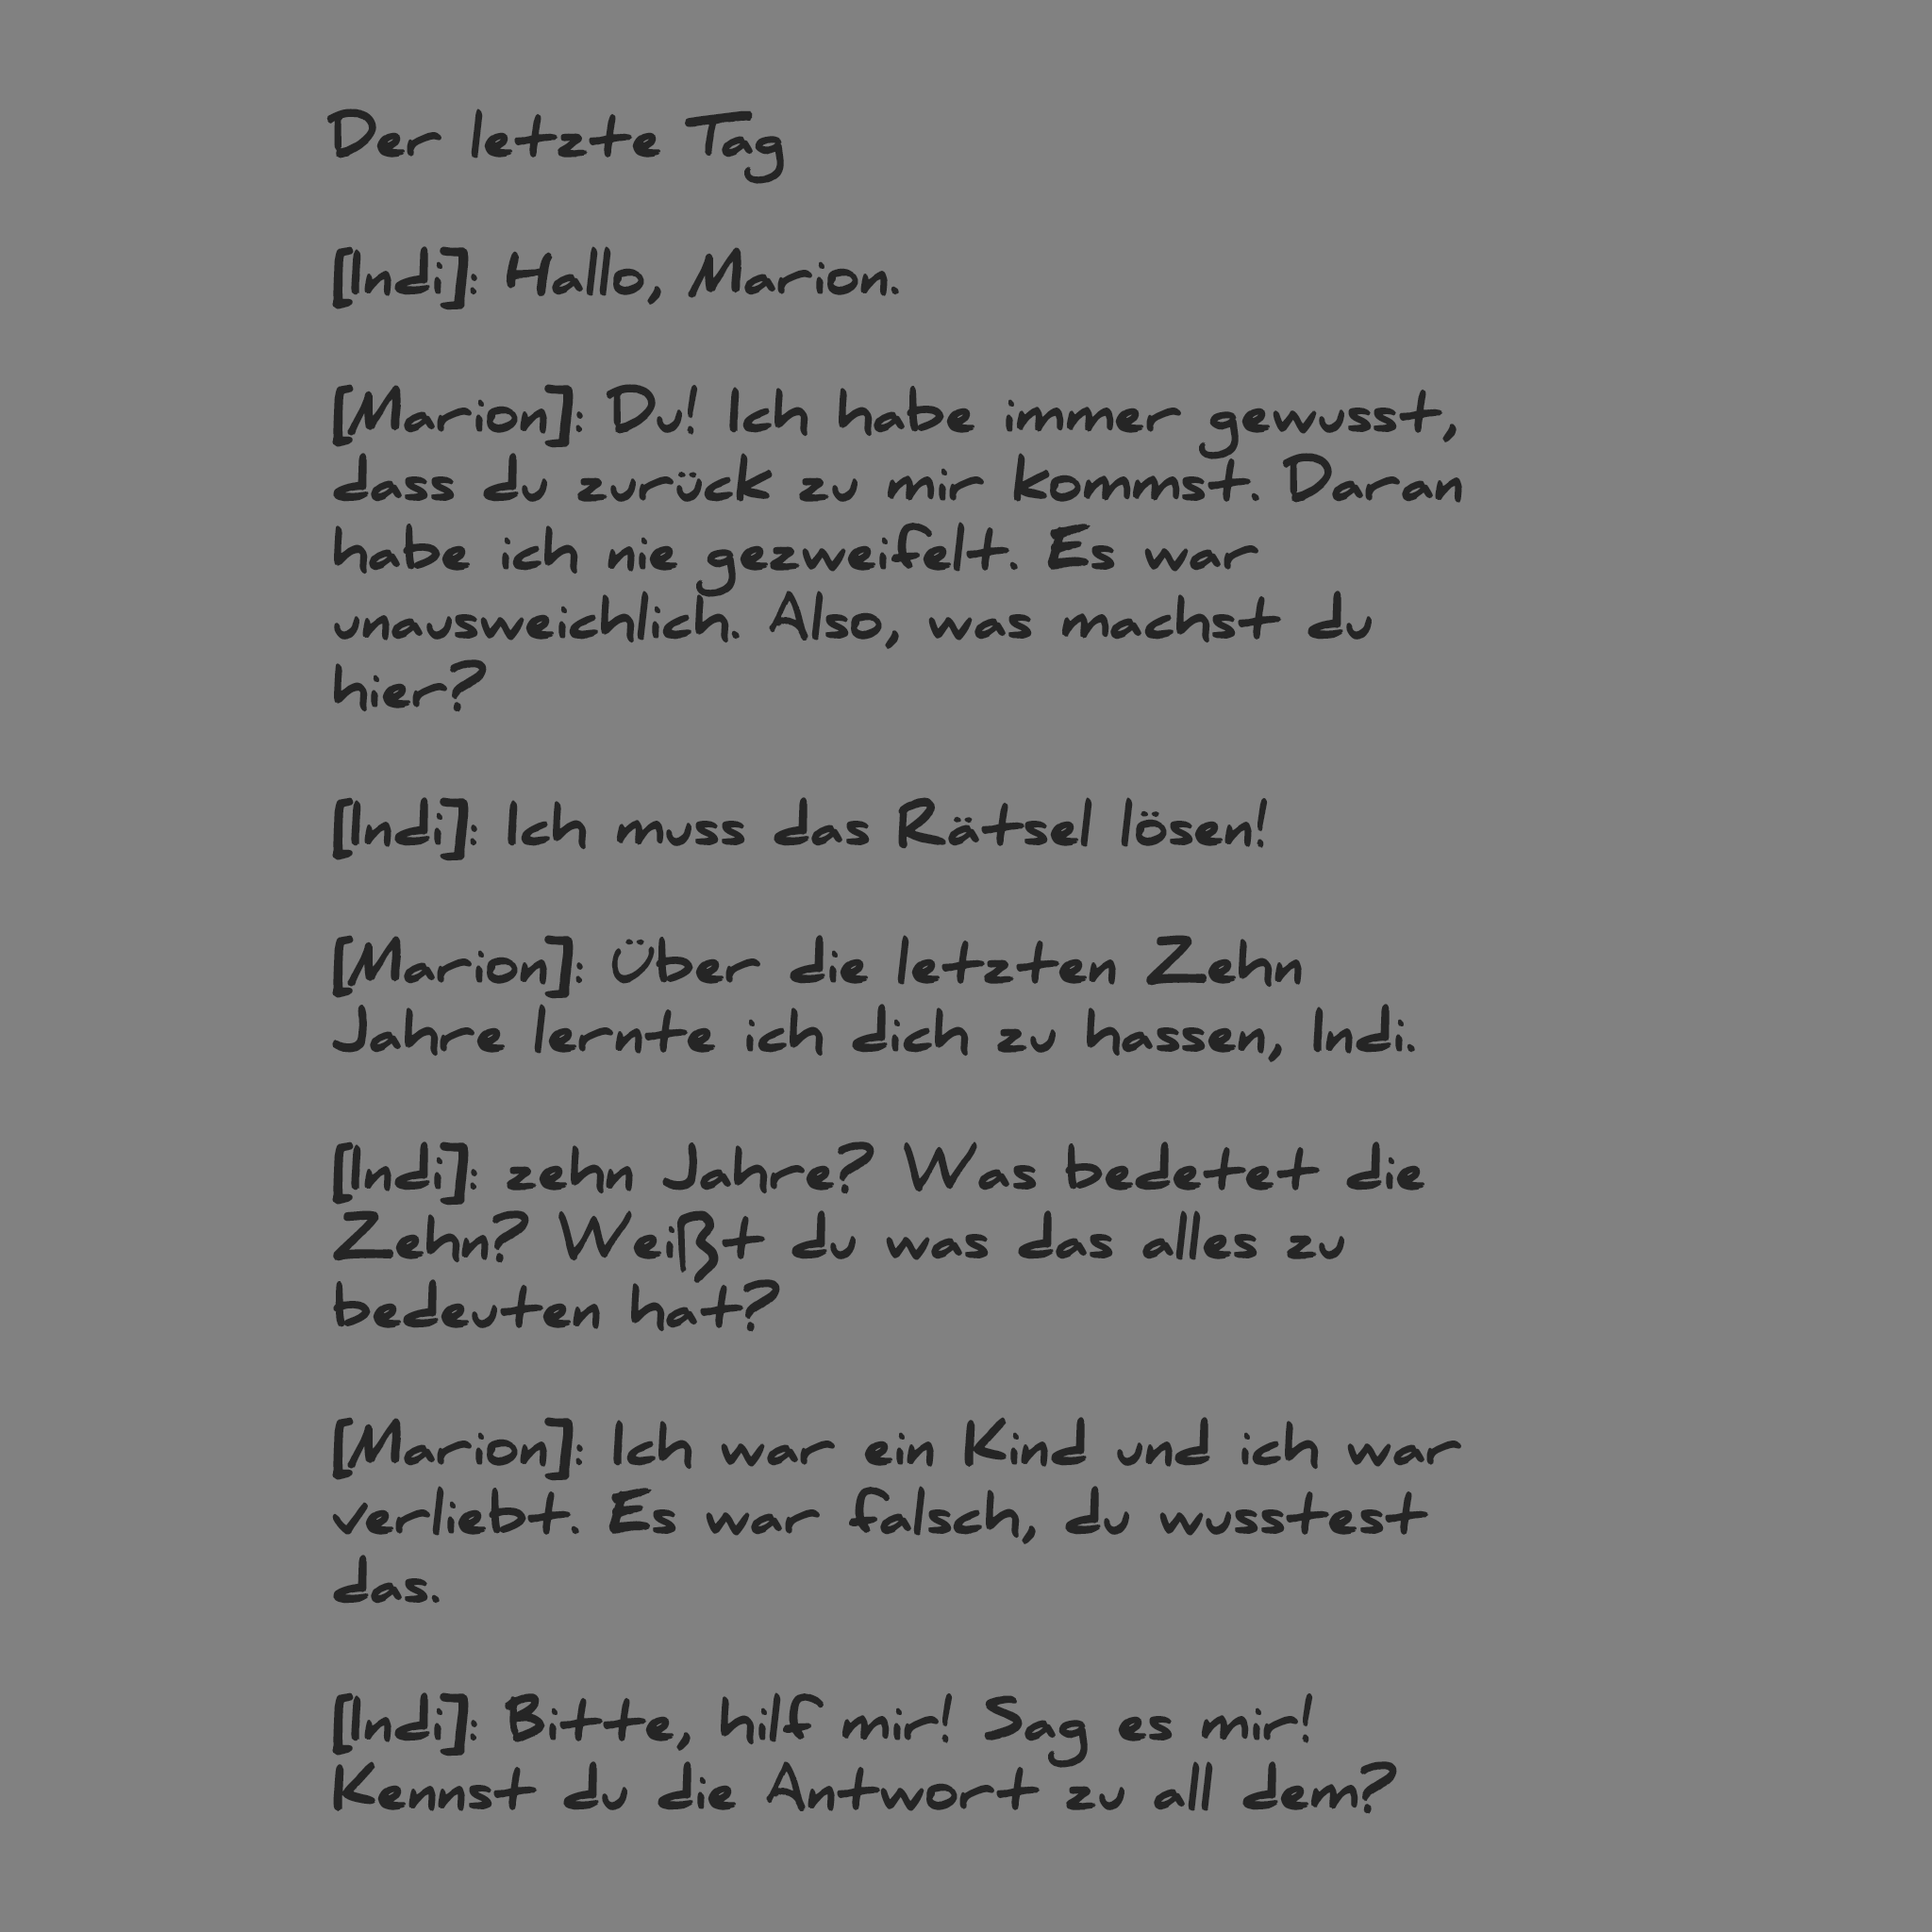 Der letzte Tag
[Indi]: Hallo, Marion.
[Marion]: Du! Ich habe immer gewusst,
dass du zurück zu mir kommst. Daran
habe ich nie gezweifelt. Es war
unausweichlich. Also, was machst du
hier?
[Indi]: Ich muss das Rätsel lösen!
[Marion]: Über die letzten Zehn
Jahre lernte ich dich zu hassen, Indi.
[Indi]: zehn Jahre? Was bedetet die
Zehn? Weißt du was das alles zu
bedeuten hat?
[Marion]: Ich war ein Kind und ich war
verliebt. Es war falsch, du wusstest
das.
[Indi]: Bitte, hilf mir! Sag es mir!
Kennst du die Antwort zu all dem?